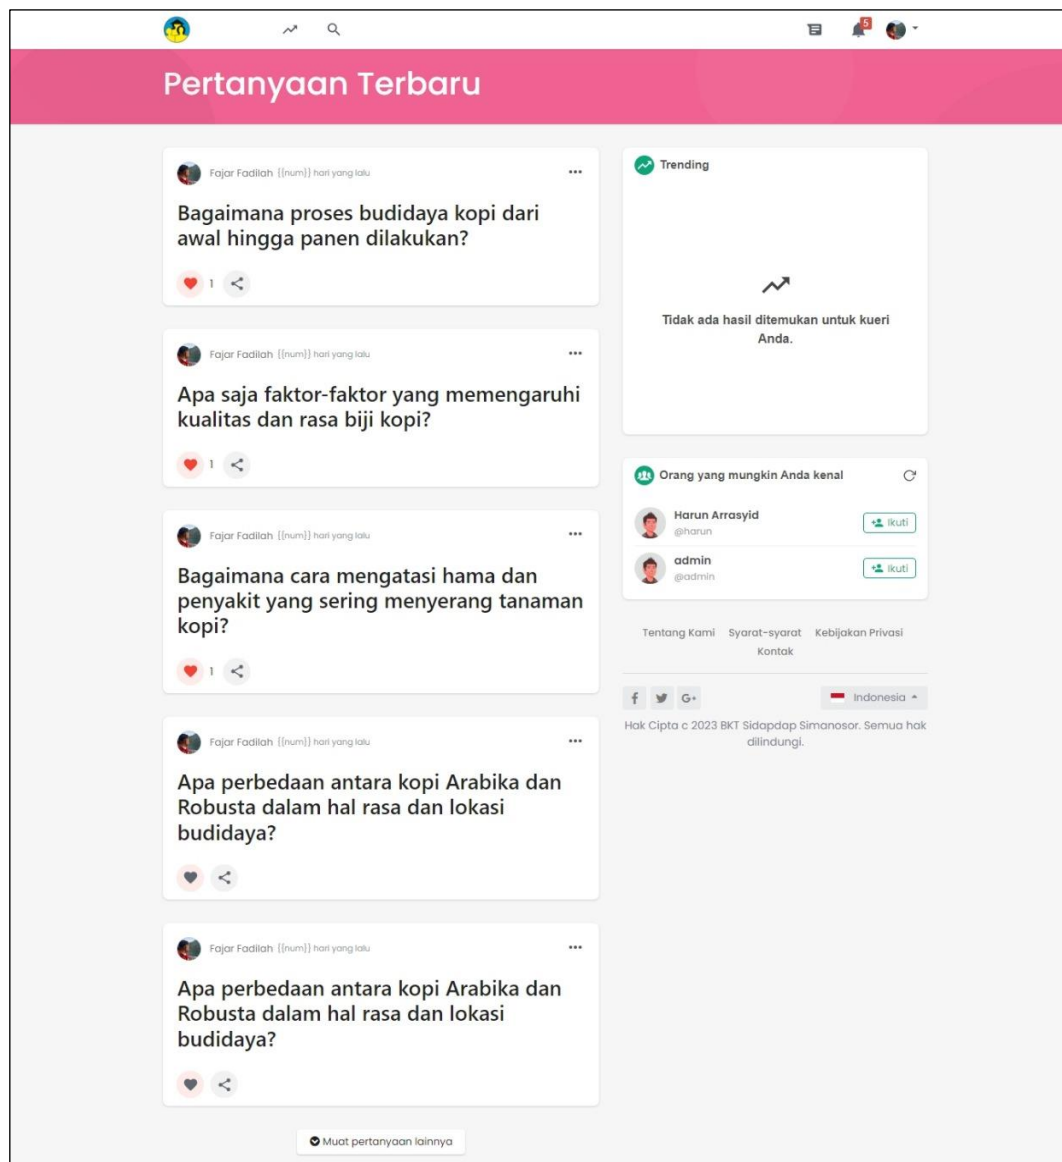 5
Pertanyaan Terbaru
Fajar Fadilah {{num}} hari yang lalu
Bagaimana proses budidaya kopi dari
awal hingga panen dilakukan?
1
Fajar Fadilah {{num}} hari yang lalu
Apa saja faktor-faktor yang memengaruhi
kualitas dan rasa biji kopi?
1
Fajar Fadilah {{num}} hari yang lalu
Bagaimana cara mengatasi hama dan
penyakit yang sering menyerang tanaman
kopi?
1
Fajar Fadilah {{num}} hari yang lalu
Apa perbedaan antara kopi Arabika dan
Robusta dalam hal rasa dan lokasi
budidaya?
Fajar Fadilah {{num}} hari yang lalu
Apa perbedaan antara kopi Arabika dan
Robusta dalam hal rasa dan lokasi
budidaya?
Muat pertanyaan lainnya
Trending
Tidak ada hasil ditemukan untuk kueri
Anda.
Orang yang mungkin Anda kenal
Harun Arrasyid
@harun
Ikuti
admin
@admin
Ikuti
Tentang Kami Syarat-syarat Kebijakan Privasi
Kontak
f G+
Indonesia
Hak Cipta c 2023 BKT Sidapdap Simanosor. Semua hak
dilindungi.